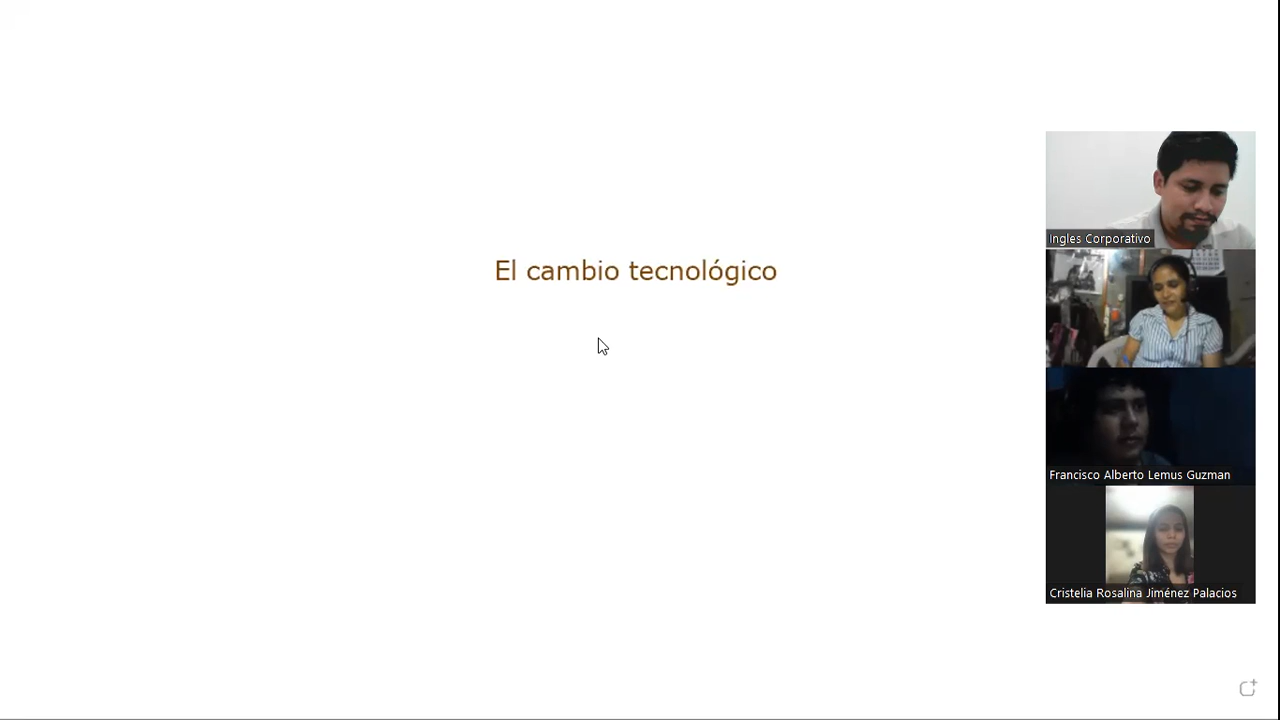 El cambio tecnológico
Ingles Corporativo
Francisco Alberto Lemus Guzman
Cristelia Rosalina Jiménez Palacios